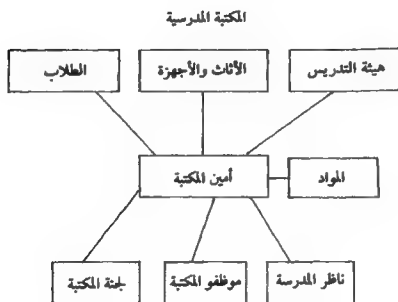 المكتبة المدرسية
هيئة التدريس
الأثاث والأجهزة
الطلاب
المواد
أمين المكتبة
ناظر المدرسة
موظفو المكتبة
لجنة المكتبة